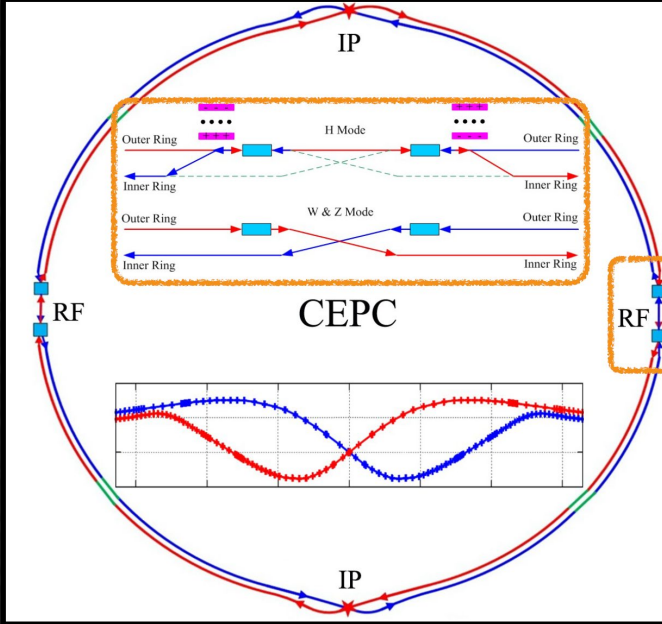 IP
- - -
- - -
+ + +
- - -
H Mode
Outer Ring
Outer Ring
Inner Ring
Inner Ring
W & Z Mode
Outer Ring
Outer Ring
Inner Ring
Inner Ring
RF
CEPC
RF
IP